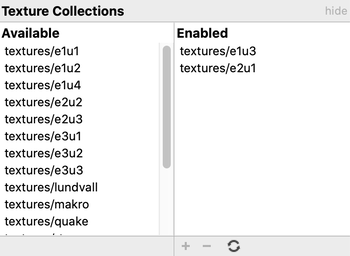 Texture Collections hide
Available
textures/e1u1
textures/e1u2
textures/e1u4
textures/e2u2
textures/e2u3
textures/e3u1
textures/e3u2
textures/e3u3
textures/lundvall
textures/makro
textures/quake
Enabled
textures/e1u3
textures/e2u1